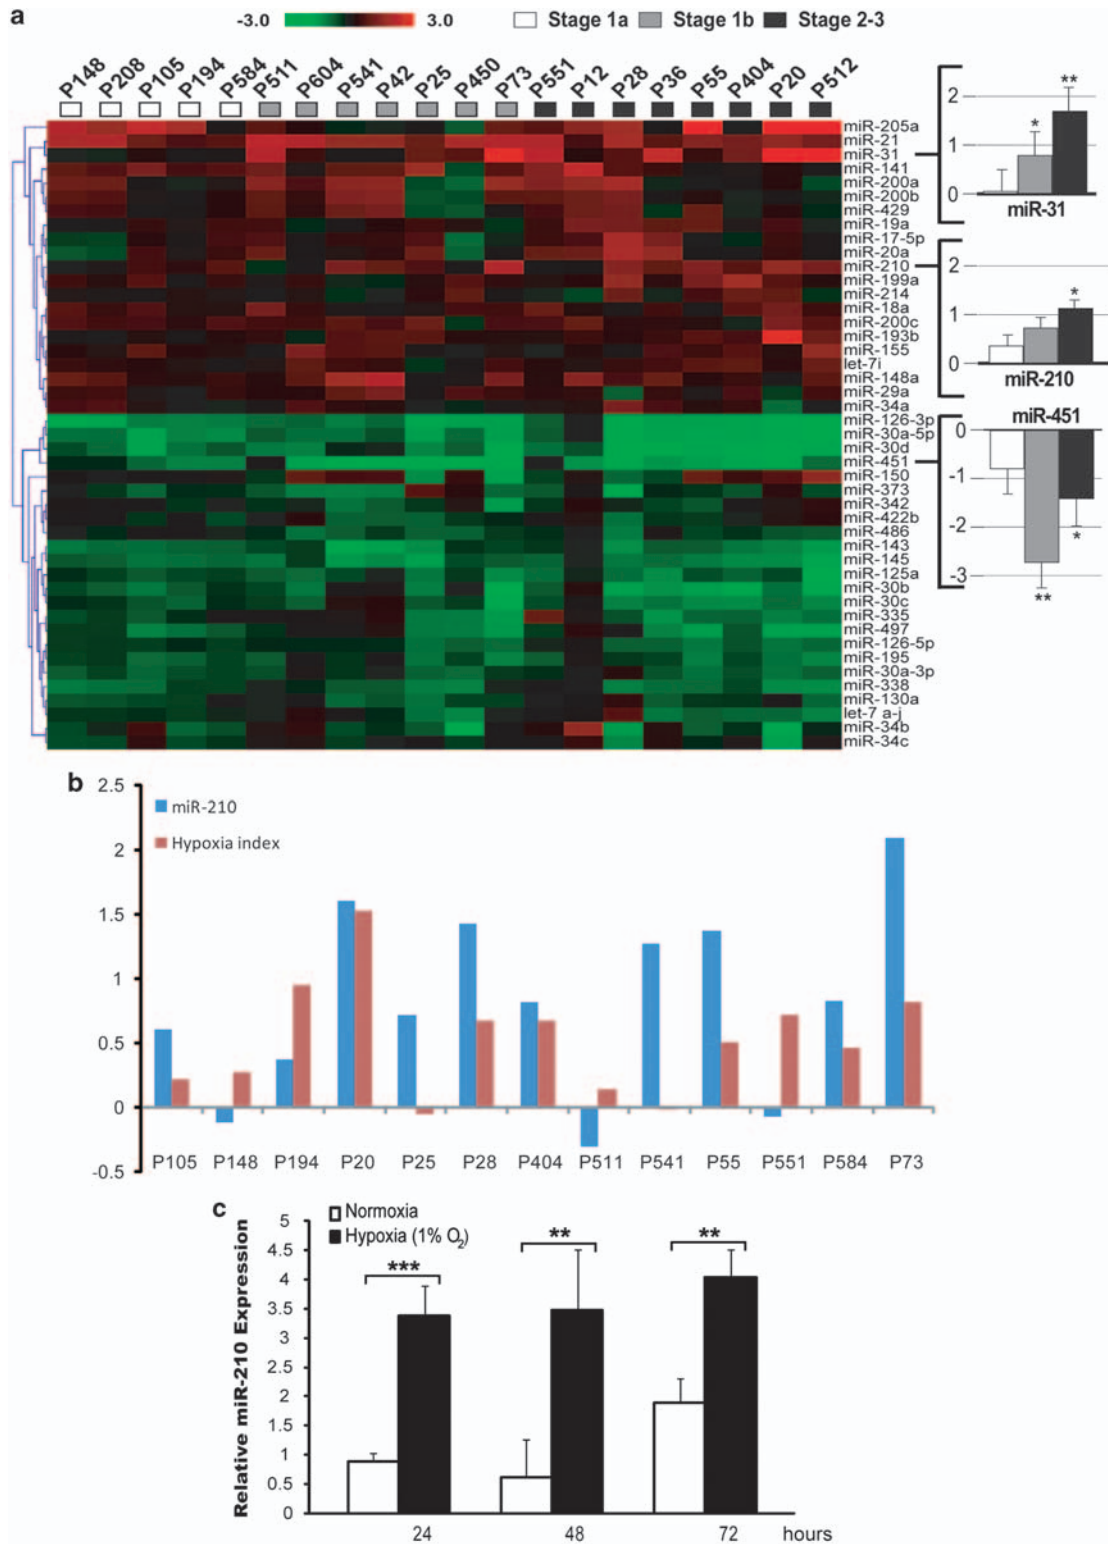 a
-3.0 3.0 Stage 1a Stage 1b Stage 2-3
P148 P208 P105 P194 P584 P511 P604 P541 P42 P25 P450 P73 P551 P12 P28 P36 P55 P404 P20 P512
miR-205a
miR-21
miR-31
miR-141
miR-200a
miR-200b
miR-429
miR-19a
miR-17-5p
miR-20a
miR-210
miR-199a
miR-214
miR-18a
miR-200c
miR-193b
miR-155
let-7i
miR-148a
miR-29a
miR-34a
miR-126-3p
miR-30a-5p
miR-30d
miR-451
miR-150
miR-373
miR-342
miR-422b
miR-486
miR-143
miR-145
miR-125a
miR-30b
miR-30c
miR-335
miR-497
miR-126-5p
miR-195
miR-30a-3p
miR-338
miR-130a
let-7 a-j
miR-34b
miR-34c
2
1
0
* **
miR-31
2
1
0
*
miR-210
miR-451
0
-1
-2
-3
** *
b
2.5
2
1.5
1
0.5
0
-0.5
miR-210
Hypoxia index
P105 P148 P194 P20 P25 P28 P404 P511 P541 P55 P551 P584 P73
c
Normoxia
Hypoxia (1% O2)
Relative miR-210 Expression
5
4.5
4
3.5
3
2.5
2
1.5
1
0.5
0
*** ** **
24 48 72 hours